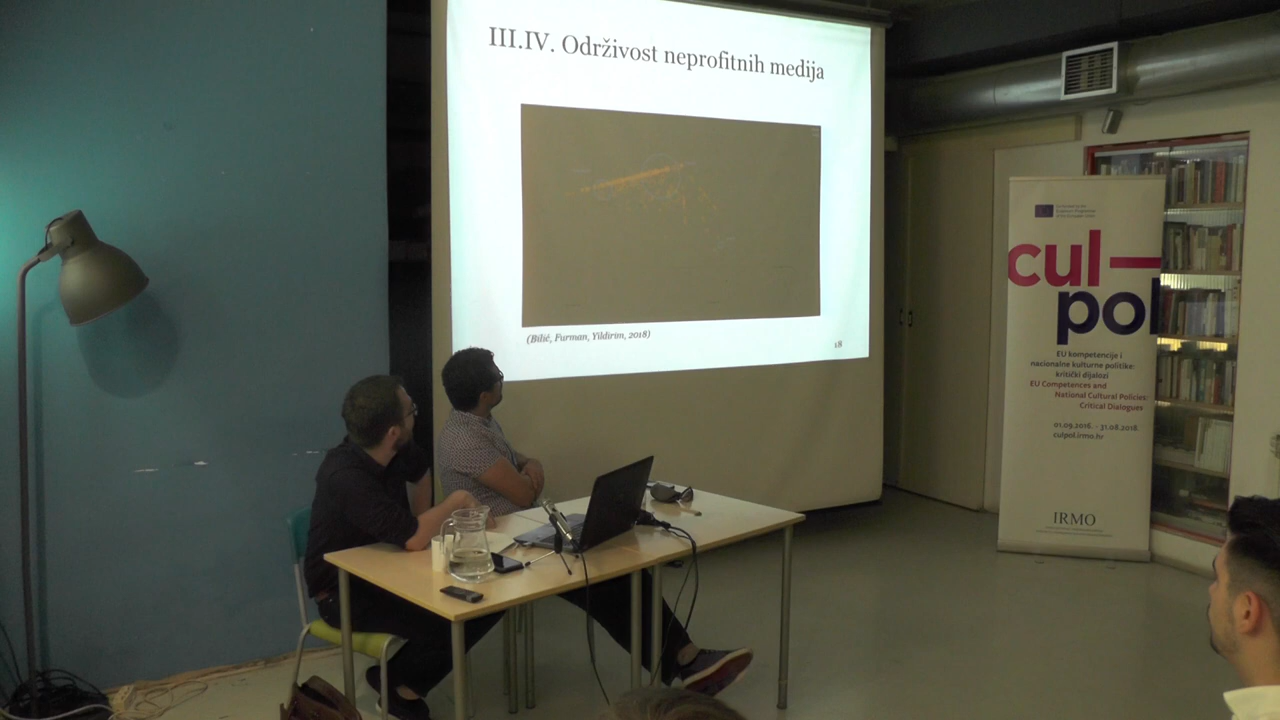 III.IV. Održivost neprofitnih medija
(Bilić, Furman, Yildirim, 2018)
18
cul—
pol
EU kompetencije i
nacionalne kulturne politike:
kritički dijalozi
EU Competences and
National Cultural Policies:
Critical Dialogues
01.09.2016. - 31.08.2018.
culpol.irmo.hr
IRMO